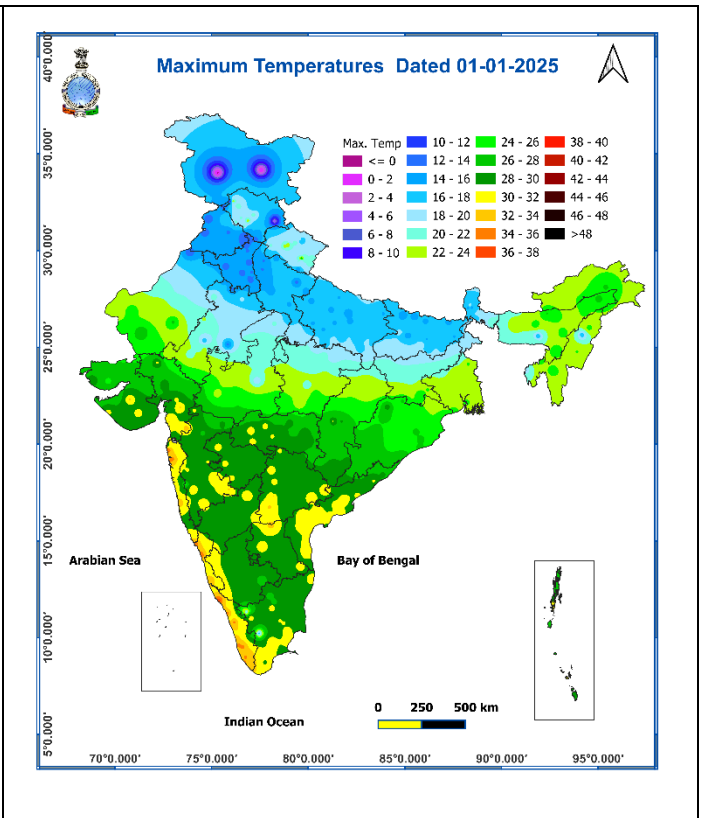 Maximum Temperatures Dated 01-01-2025
Max. Temp
<= 0
0 - 2
2 - 4
4 - 6
6 - 8
8 - 10
10 - 12
12 - 14
14 - 16
16 - 18
18 - 20
20 - 22
22 - 24
24 - 26
26 - 28
28 - 30
30 - 32
32 - 34
34 - 36
36 - 38
38 - 40
40 - 42
42 - 44
44 - 46
46 - 48
>48
40°0.000'
35°0.000'
30°0.000'
25°0.000'
20°0.000'
15°0.000'
10°0.000'
5°0.000'
Arabian Sea
Bay of Bengal
Indian Ocean
0 250 500 km
70°0.000' 75°0.000' 80°0.000' 85°0.000' 90°0.000' 95°0.000'